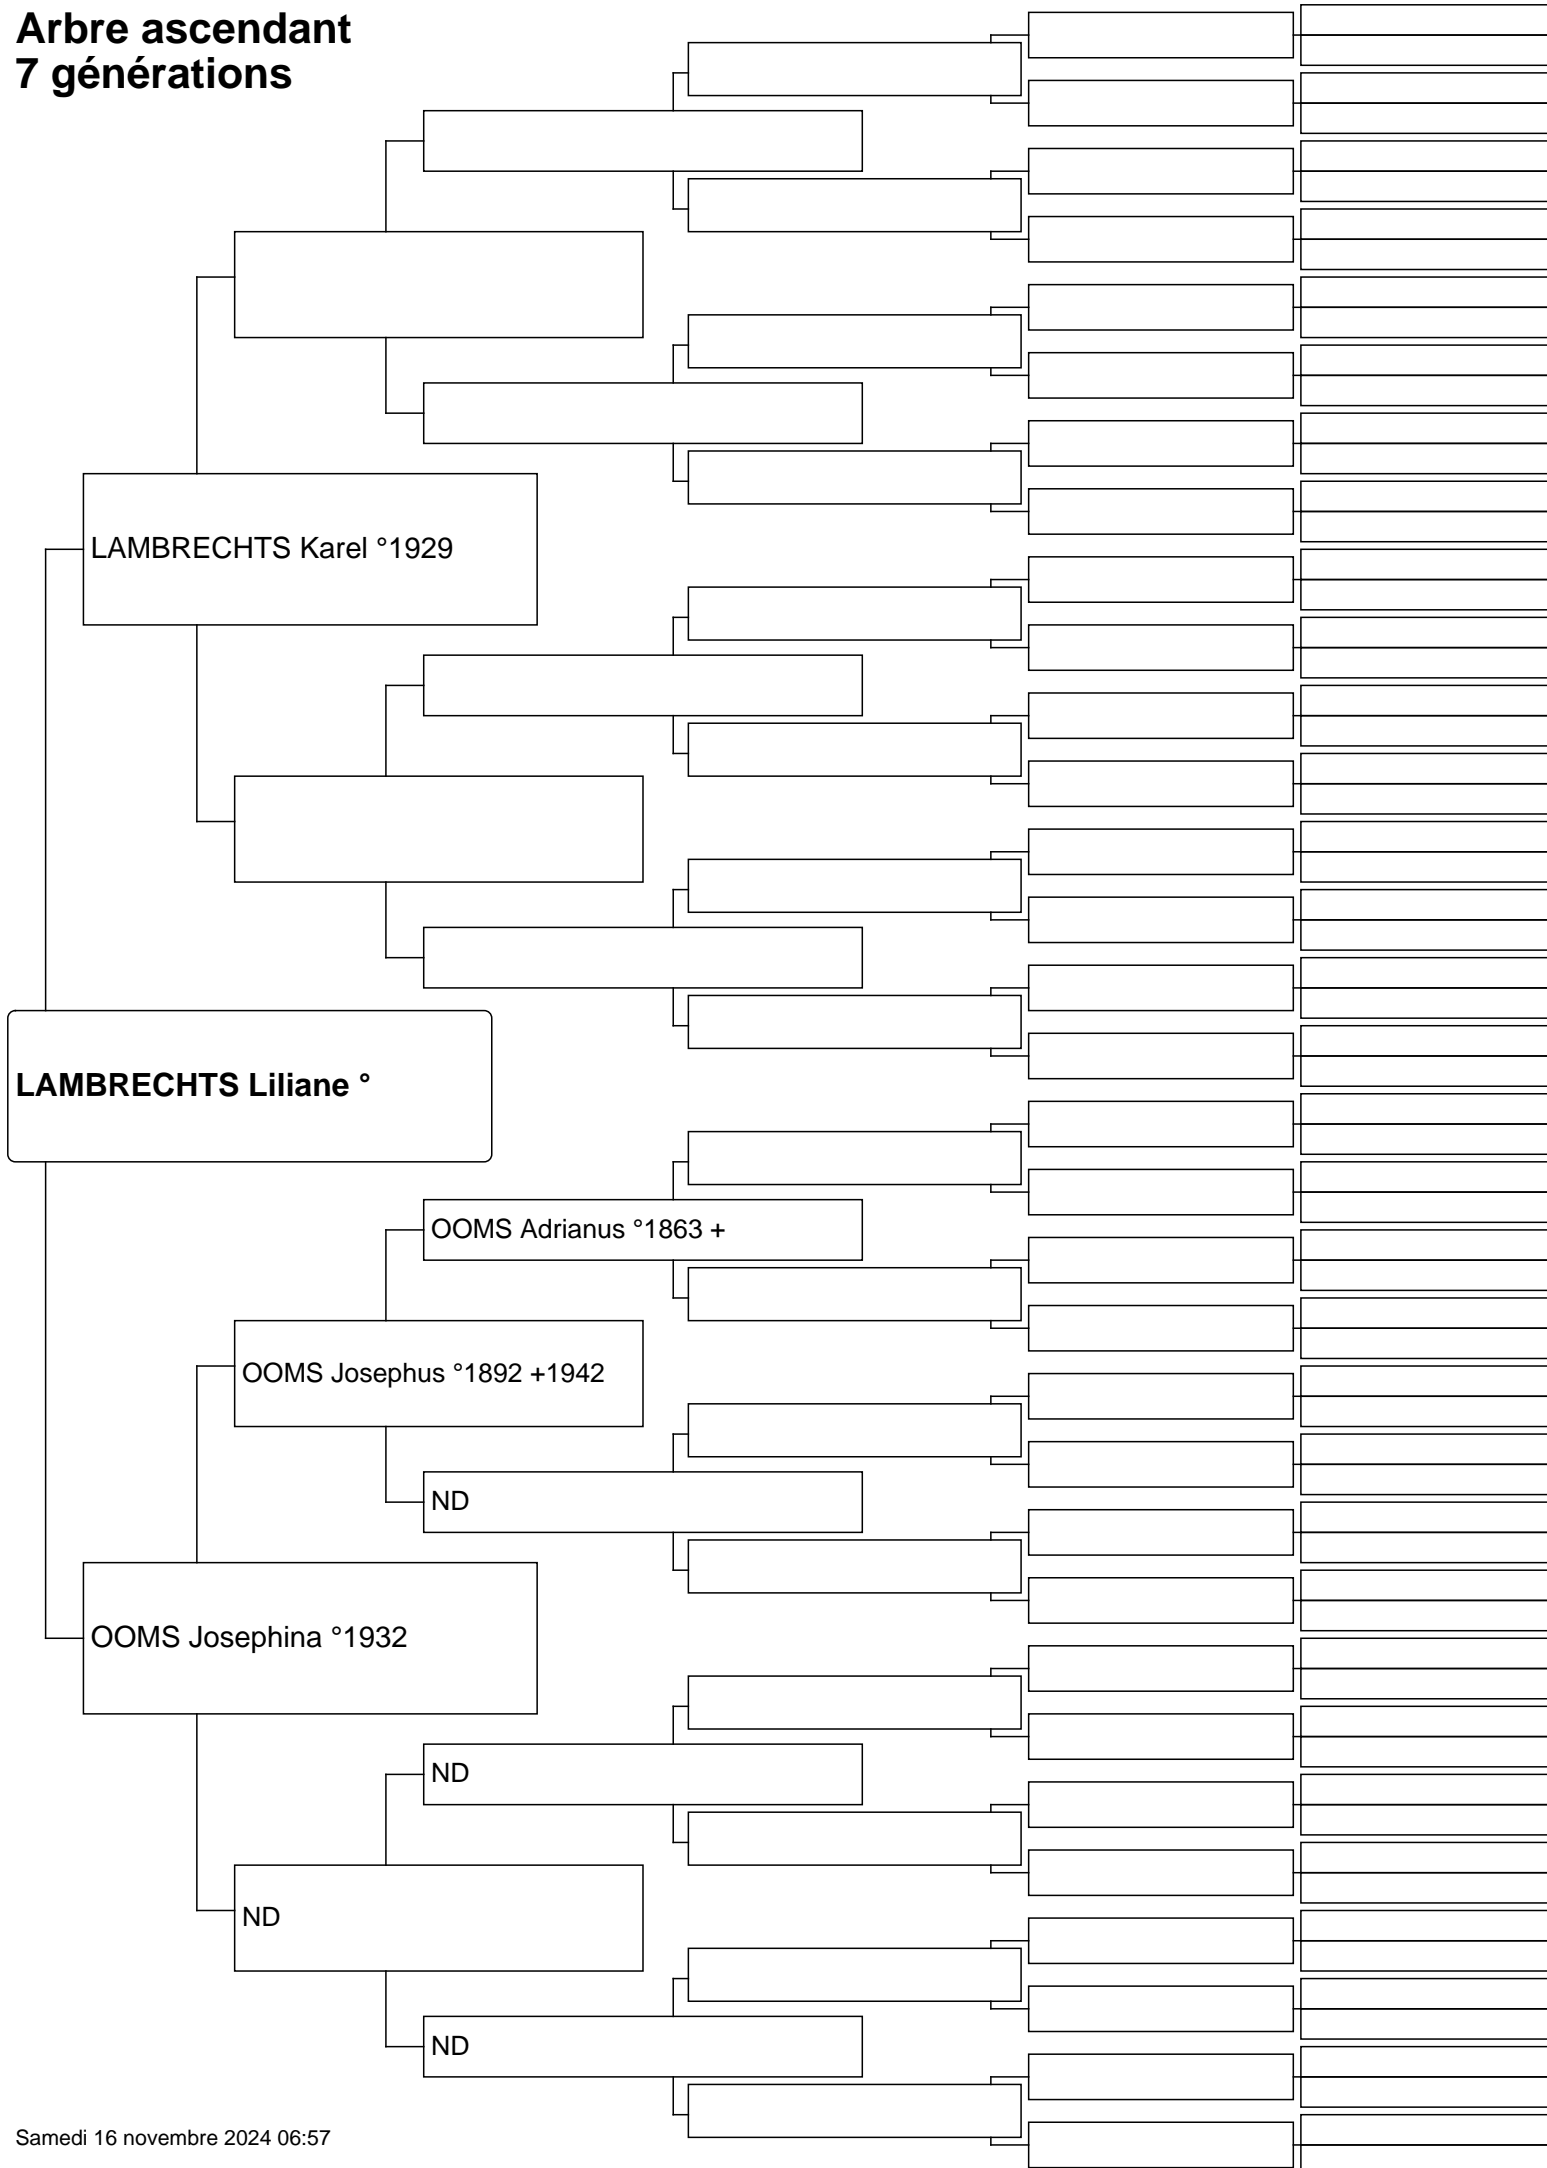 Arbre ascendant
7 générations
LAMBRECHTS Karel °1929
LAMBRECHTS Liliane °
OOMS Adrianus °1863 +
OOMS Josephus °1892 +1942
ND
OOMS Josephina °1932
ND
ND
ND
Samedi 16 novembre 2024 06:57